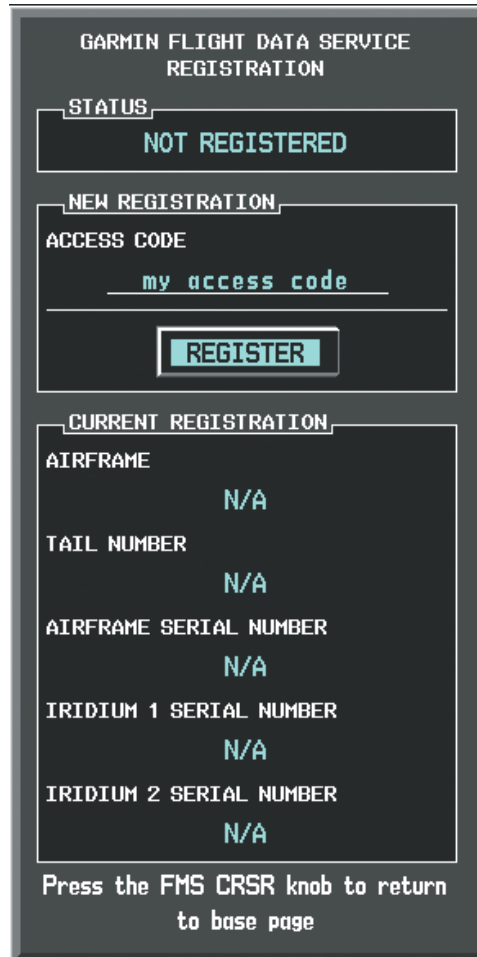 GARMIN FLIGHT DATA SERVICE
REGISTRATION
STATUS
NOT REGISTERED
NEW REGISTRATION
ACCESS CODE
my access code
REGISTER
CURRENT REGISTRATION
AIRFRAME
N/A
TAIL NUMBER
N/A
AIRFRAME SERIAL NUMBER
N/A
IRIDIUM 1 SERIAL NUMBER
N/A
IRIDIUM 2 SERIAL NUMBER
N/A
Press the FMS CRSR knob to return
to base page